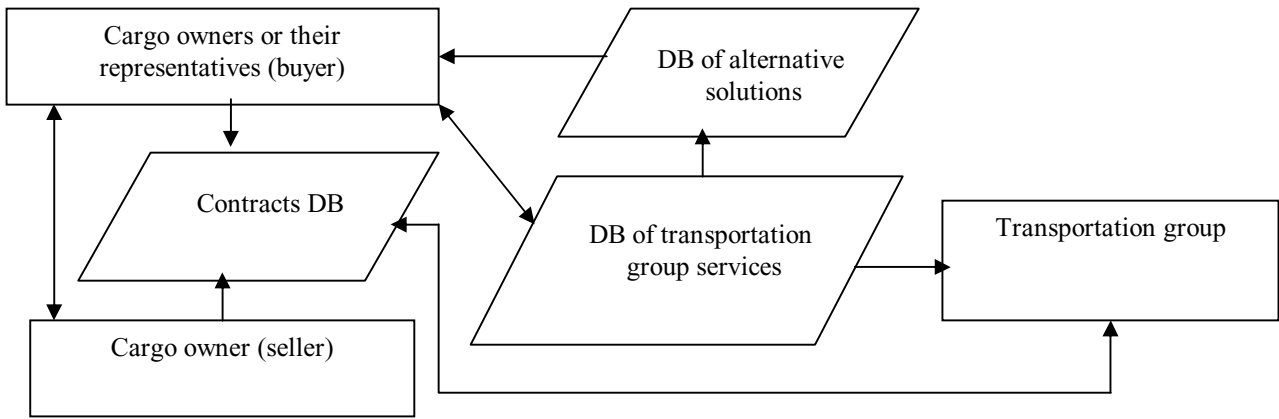 Cargo owners or their
representatives (buyer)
DB of alternative
solutions
Contracts DB
DB of transportation
group services
Transportation group
Cargo owner (seller)